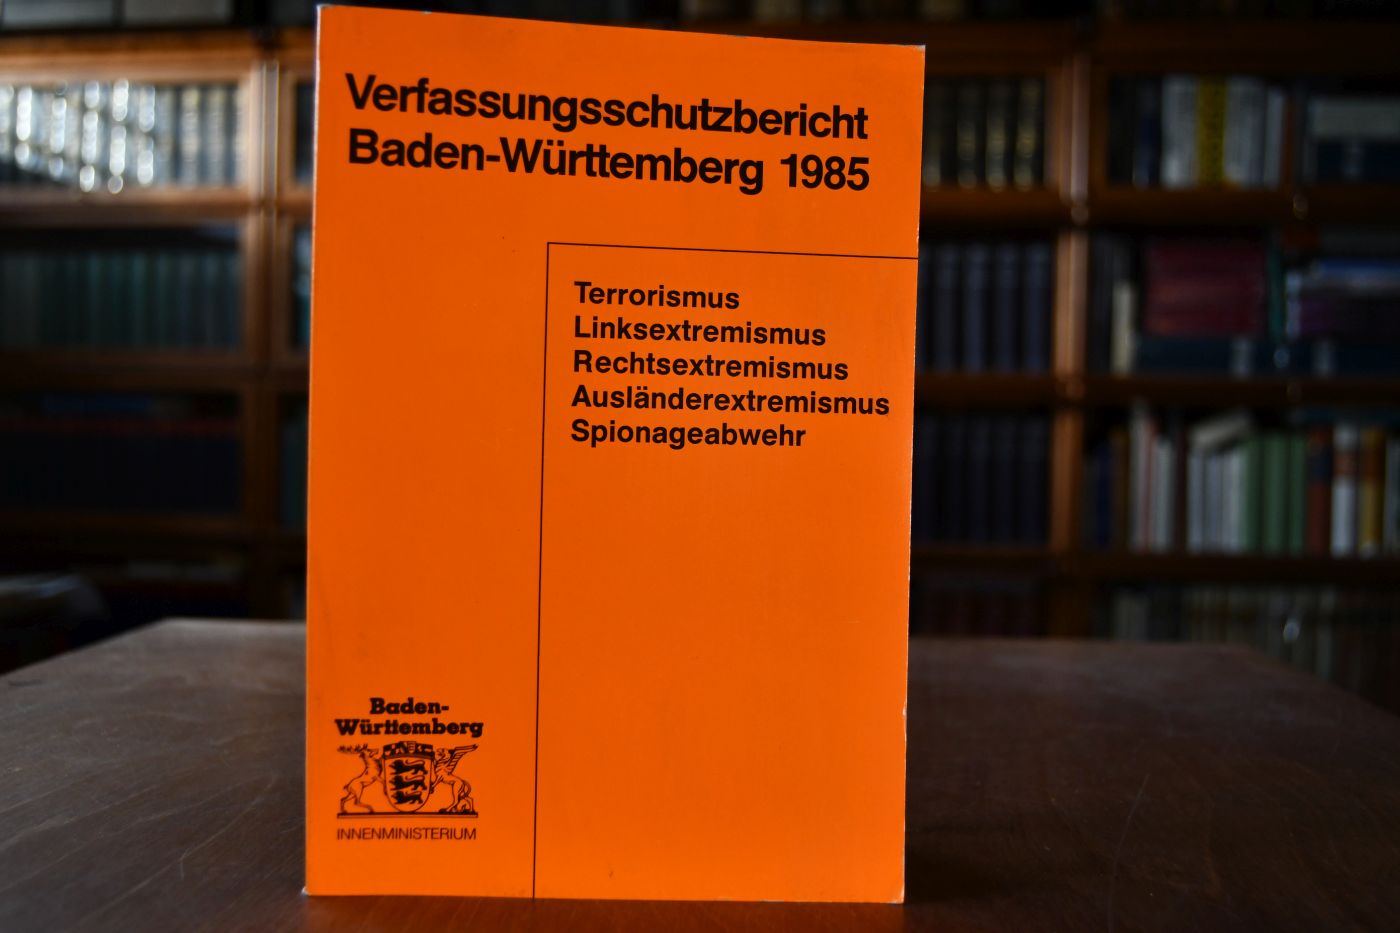 Verfassungsschutzbericht
Baden-Württemberg 1985
Terrorismus
Linksextremismus
Rechtsextremismus
Ausländerextremismus
Spionageabwehr
Baden-
Württemberg
INNENMINISTERIUM